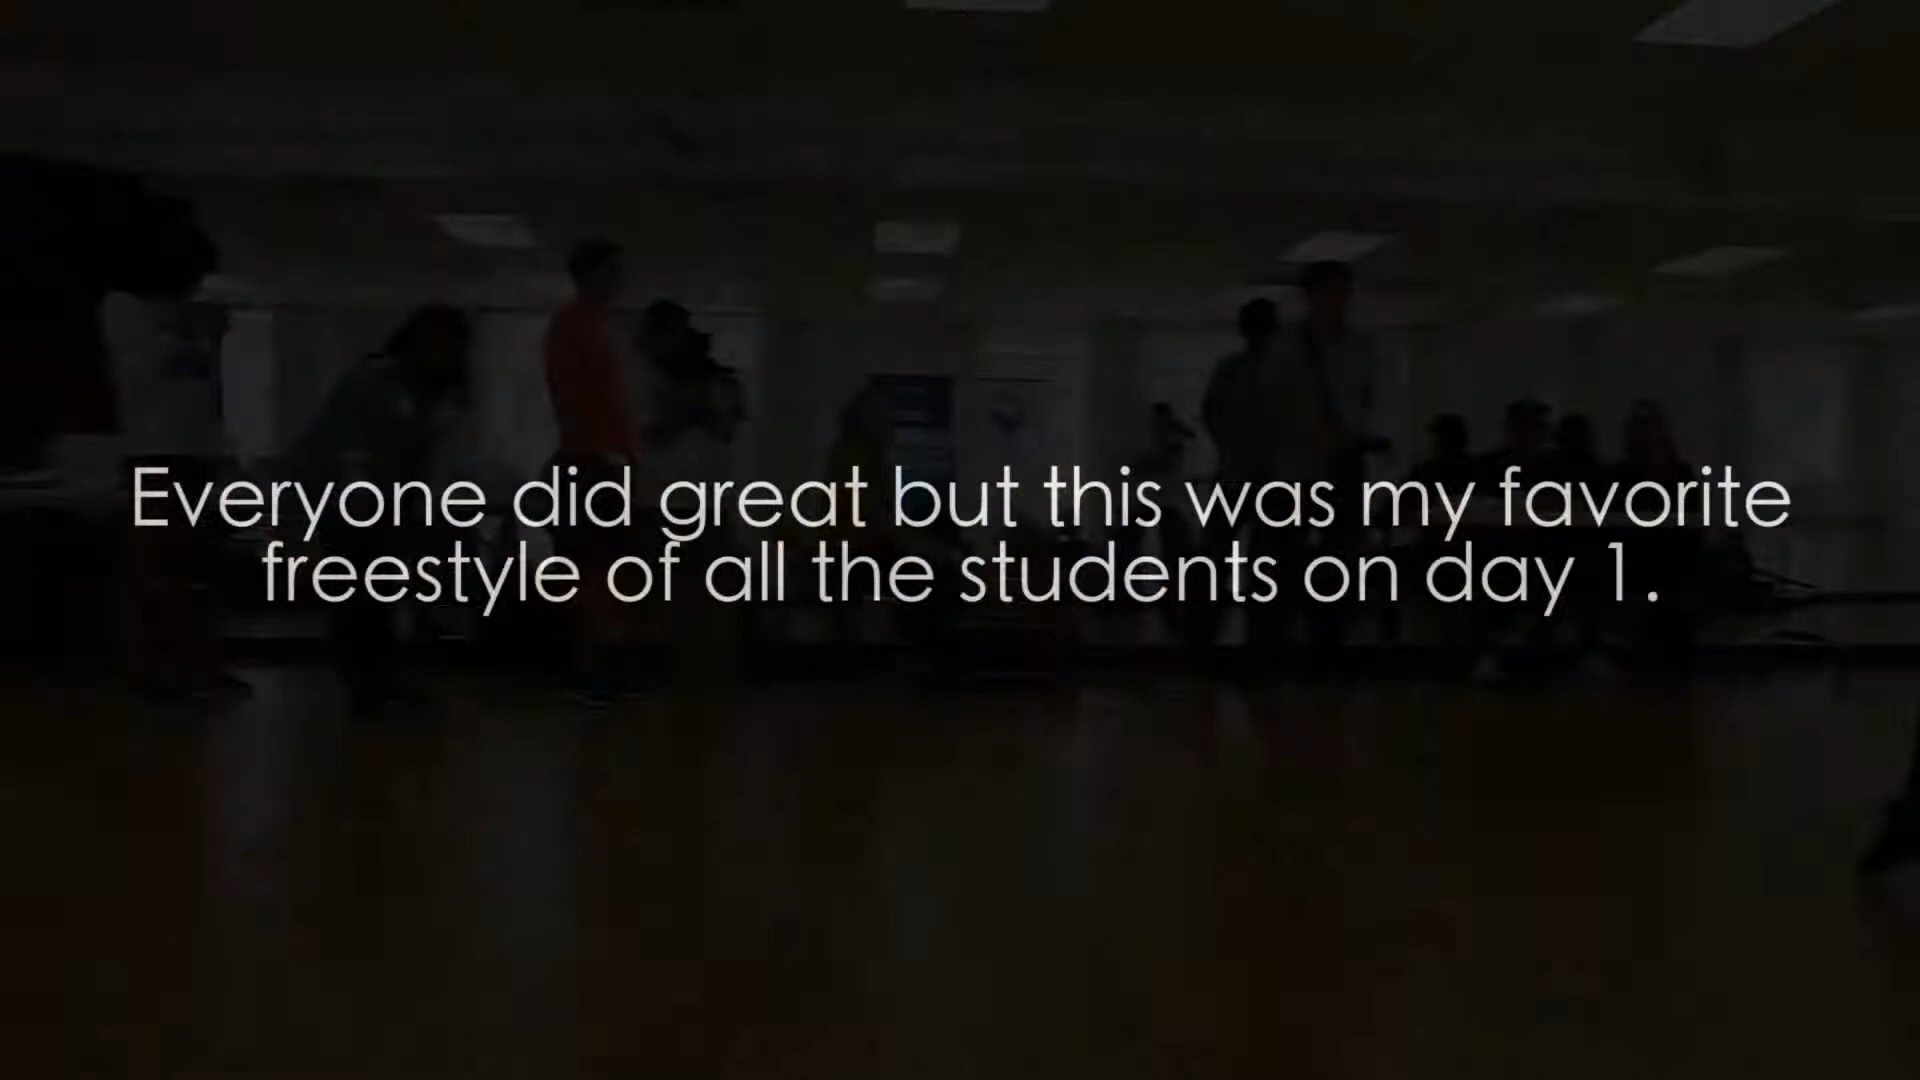 Everyone did great but this was my favorite
freestyle of all the students on day 1.